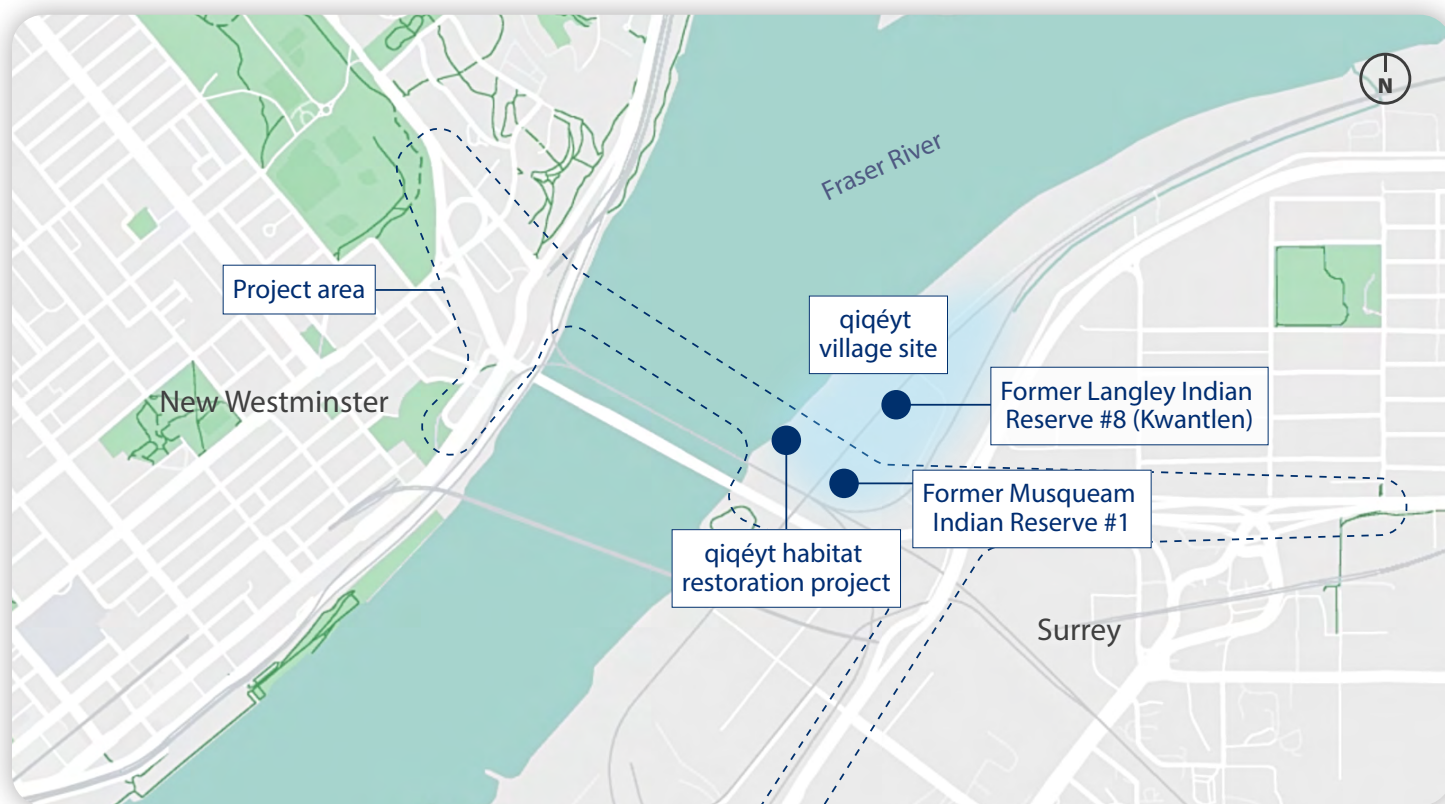 N
Fraser River
Project area
qiqéyt
village site
New Westminster
Former Langley Indian
Reserve #8 (Kwantlen)
Former Musqueam
Indian Reserve #1
qiqéyt habitat
restoration project
Surrey